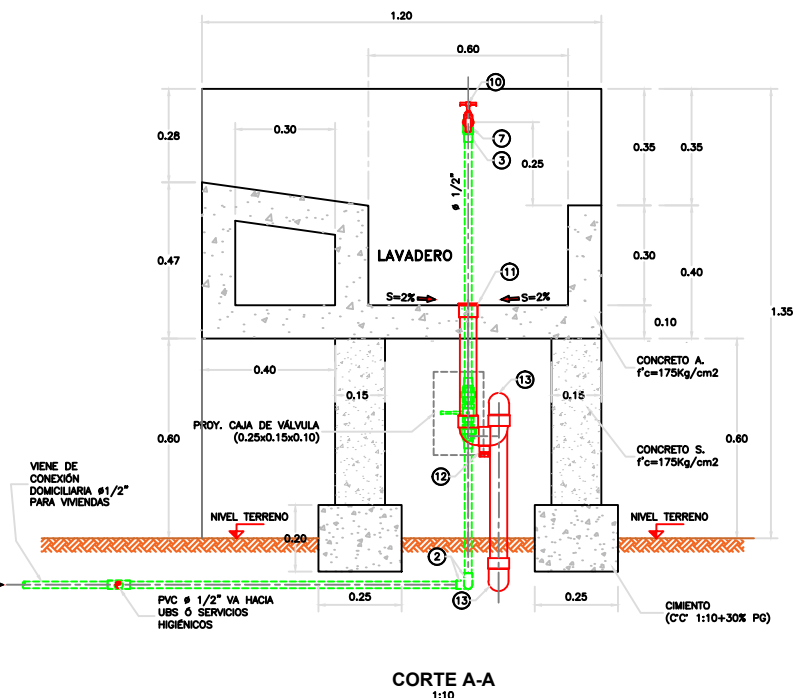 1.20
0.60
10
0.28
0.30
7
3
0.25
0.35
0.35
ø 1/2"
LAVADERO
0.47
11
0.30
0.40
S=2%
S=2%
1.35
0.10
0.40
CONCRETO A.
f'c=175Kg/cm2
0.15
13
0.15
0.60
PROY. CAJA DE VÁLVULA
(0.25x0.15x0.10)
0.60
CONCRETO S.
f'c=175Kg/cm2
VIENE DE
CONEXIÓN
DOMICILIARIA ø1/2"
PARA VIVIENDAS
12
NIVEL TERRENO
NIVEL TERRENO
0.20
2
13
0.25
0.25
PVC ø 1/2" VA HACIA
UBS Ó SERVICIOS
HIGIÉNICOS
CIMIENTO
(C'C' 1:10+30% PG)
CORTE A-A
1:10